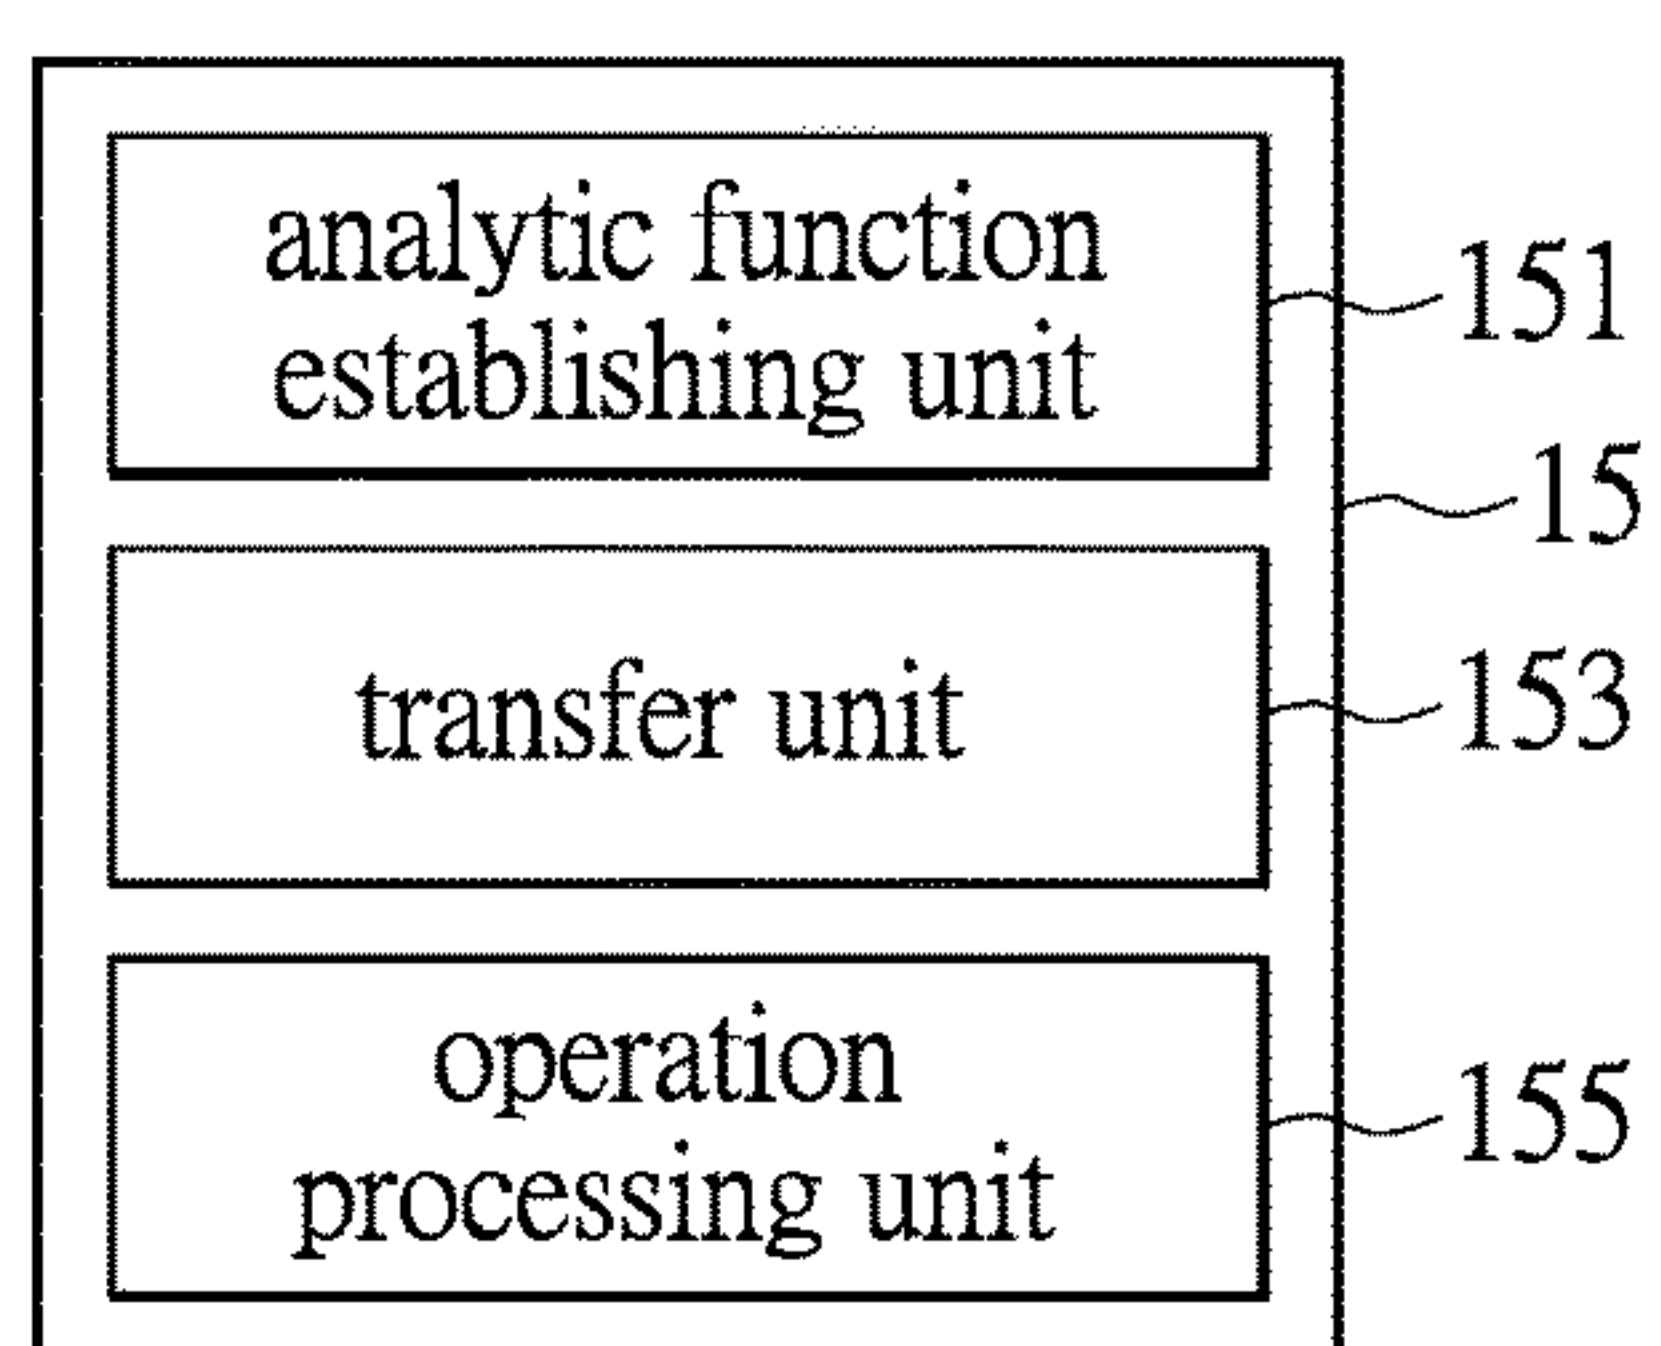 analytic function
establishing unit
151
15
transfer unit
153
operation
processing unit
155